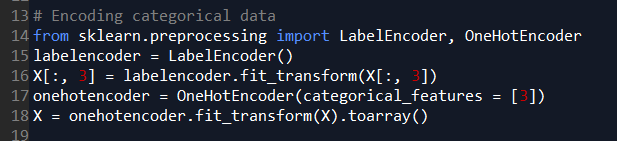 13 # Encoding categorical data
14 from sklearn.preprocessing import LabelEncoder, OneHotEncoder
15 labelencoder = LabelEncoder()
16 X[:, 3] = labelencoder.fit_transform(X[:, 3])
17 onehotencoder = OneHotEncoder(categorical_features = [3])
18 X = onehotencoder.fit_transform(X).toarray()
19